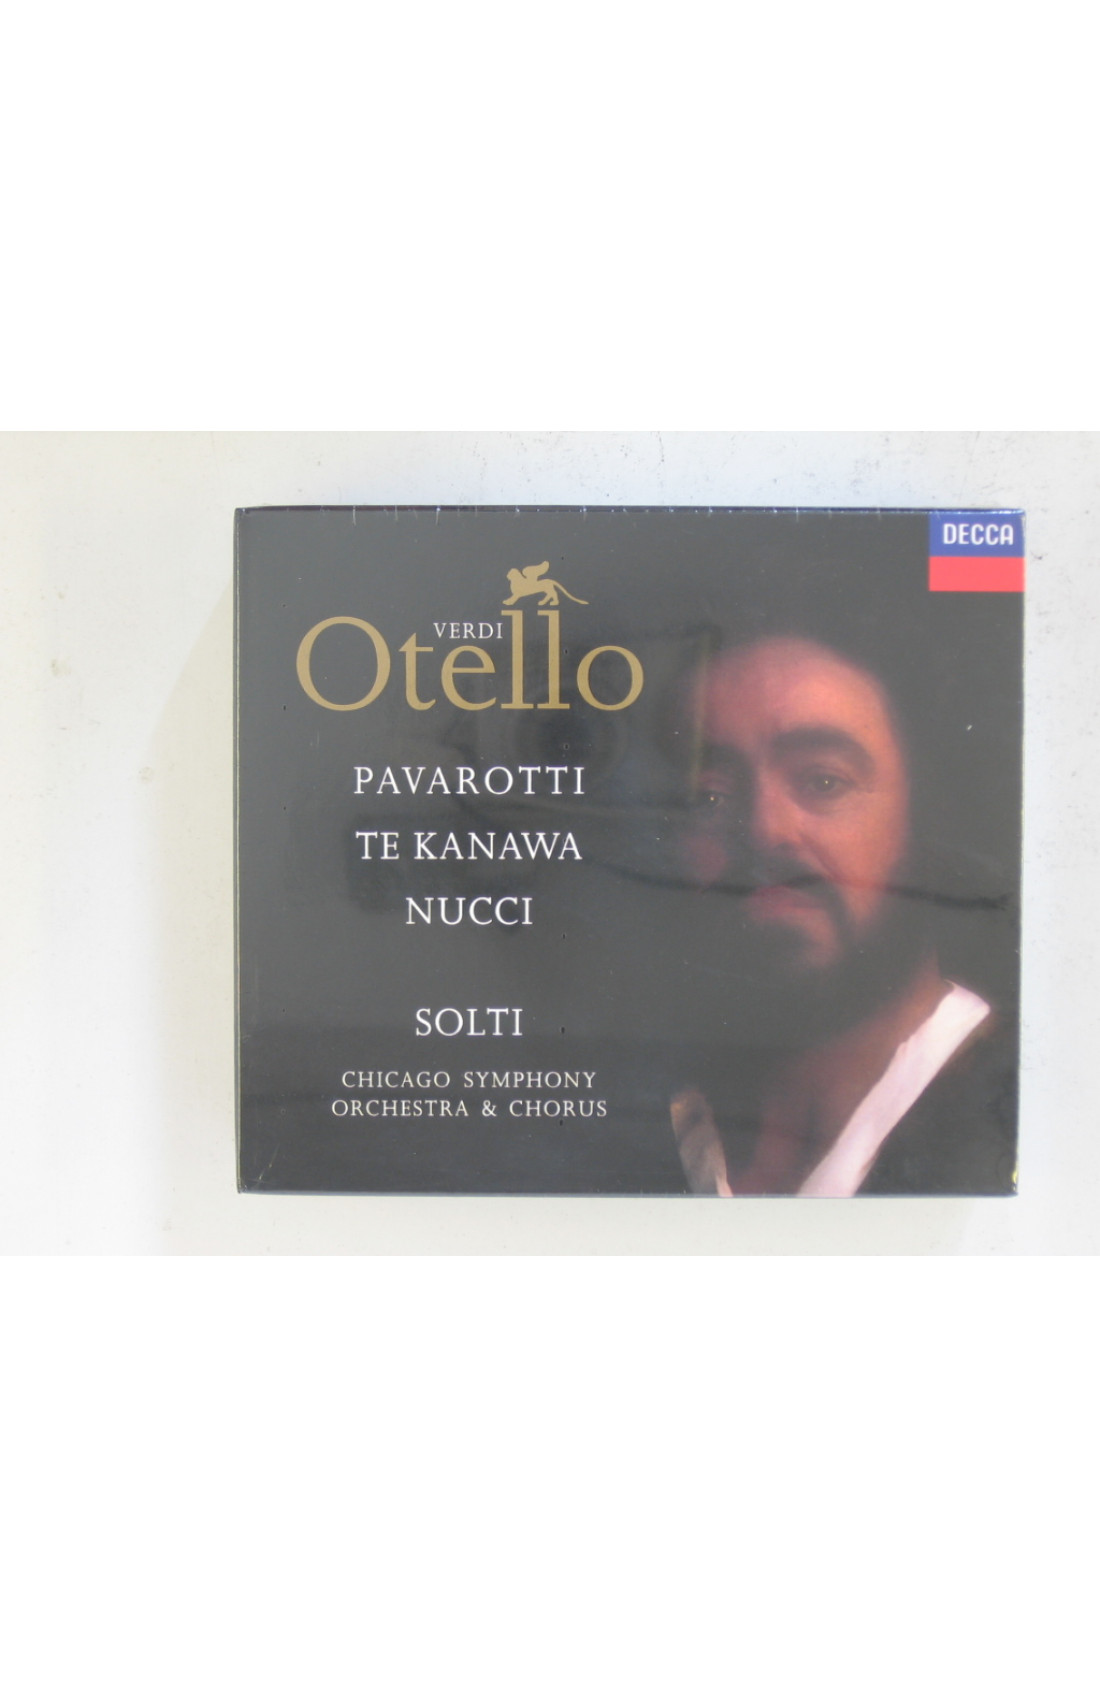 DECCA
VERDI
Otello
PAVAROTTI
TE KANAWA
NUCCI
SOLTI
CHICAGO SYMPHONY
ORCHESTRA & CHORUS